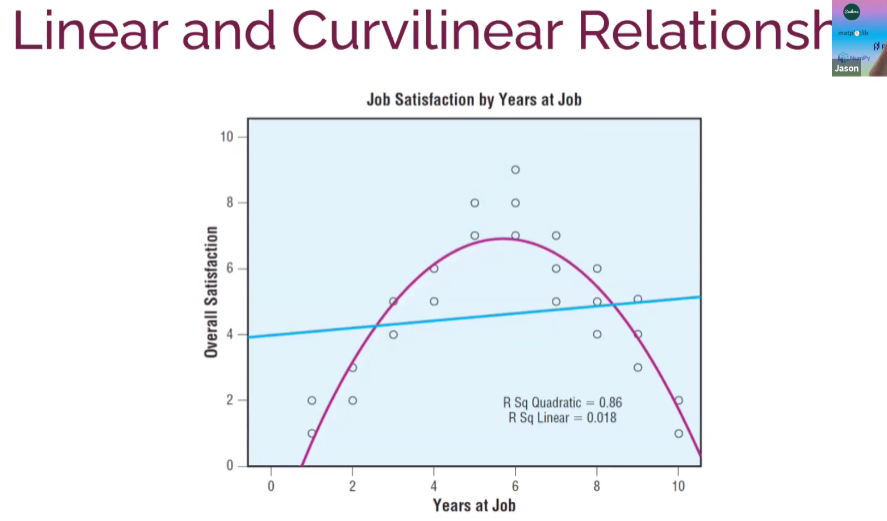 Linear and Curvilinear Relationsh
Jason
Job Satisfaction by Years at Job
10
8
6
4
2
0
Overall Satisfaction
R Sq Quadratic = 0.86
R Sq Linear = 0.018
0 2 4 6 8 10
Years at Job